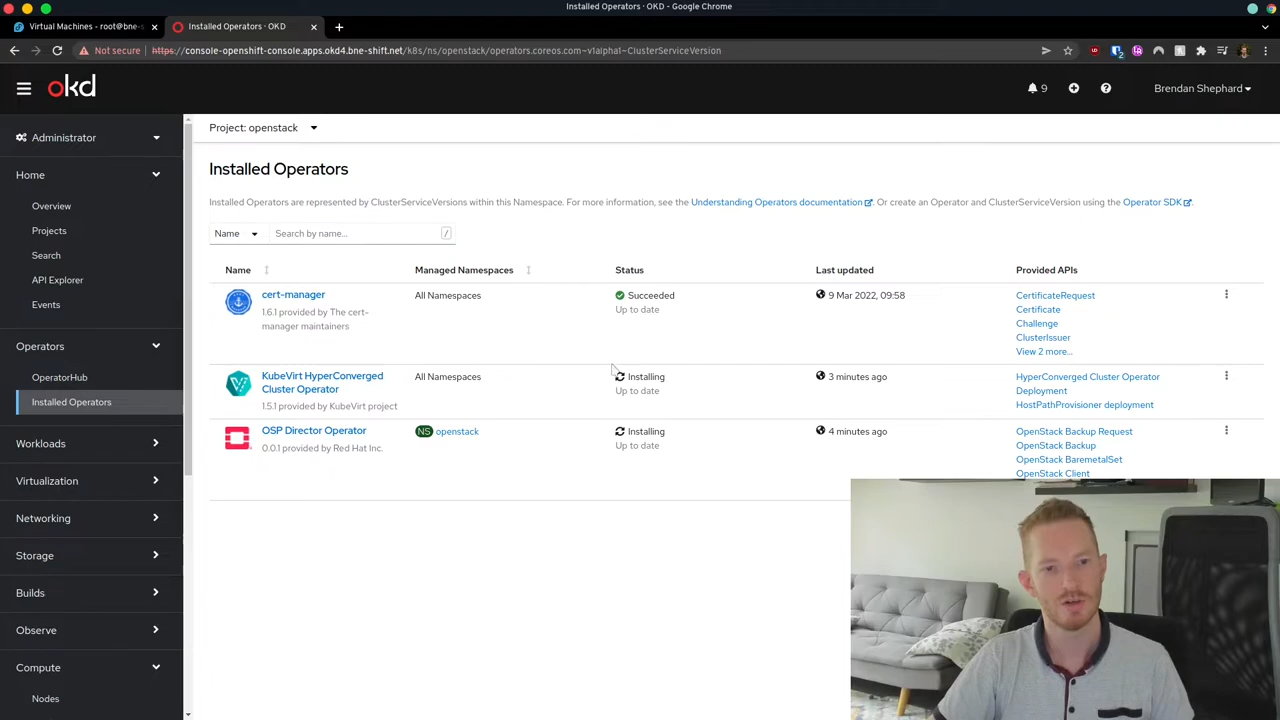 Installed Operators · OKD - Google Chrome
Virtual Machines - root@bne-s
Installed Operators · OKD
Not secure
https://console-openshift-console.apps.okd4.bne-shift.net/k8s/ns/openstack/operators.coreos.com~v1alpha1~ClusterServiceVersion
okd
9
Brendan Shephard
Administrator
Home
Overview
Projects
Search
API Explorer
Events
Operators
OperatorHub
Installed Operators
Workloads
Virtualization
Networking
Storage
Builds
Observe
Compute
Nodes
Project: openstack
Installed Operators
Installed Operators are represented by ClusterServiceVersions within this Namespace. For more information, see the Understanding Operators documentation. Or create an Operator and ClusterServiceVersion using the Operator SDK.
Name
Search by name...
/
Name Managed Namespaces Status Last updated Provided APIs
cert-manager
1.6.1 provided by The cert-
manager maintainers
All Namespaces
Succeeded
Up to date
9 Mar 2022, 09:58
CertificateRequest
Certificate
Challenge
ClusterIssuer
View 2 more...
KubeVirt HyperConverged
Cluster Operator
1.5.1 provided by KubeVirt project
All Namespaces
Installing
Up to date
3 minutes ago
HyperConverged Cluster Operator
Deployment
HostPathProvisioner deployment
OSP Director Operator
0.0.1 provided by Red Hat Inc.
NS openstack
Installing
Up to date
4 minutes ago
OpenStack Backup Request
OpenStack Backup
OpenStack BaremetalSet
OpenStack Client